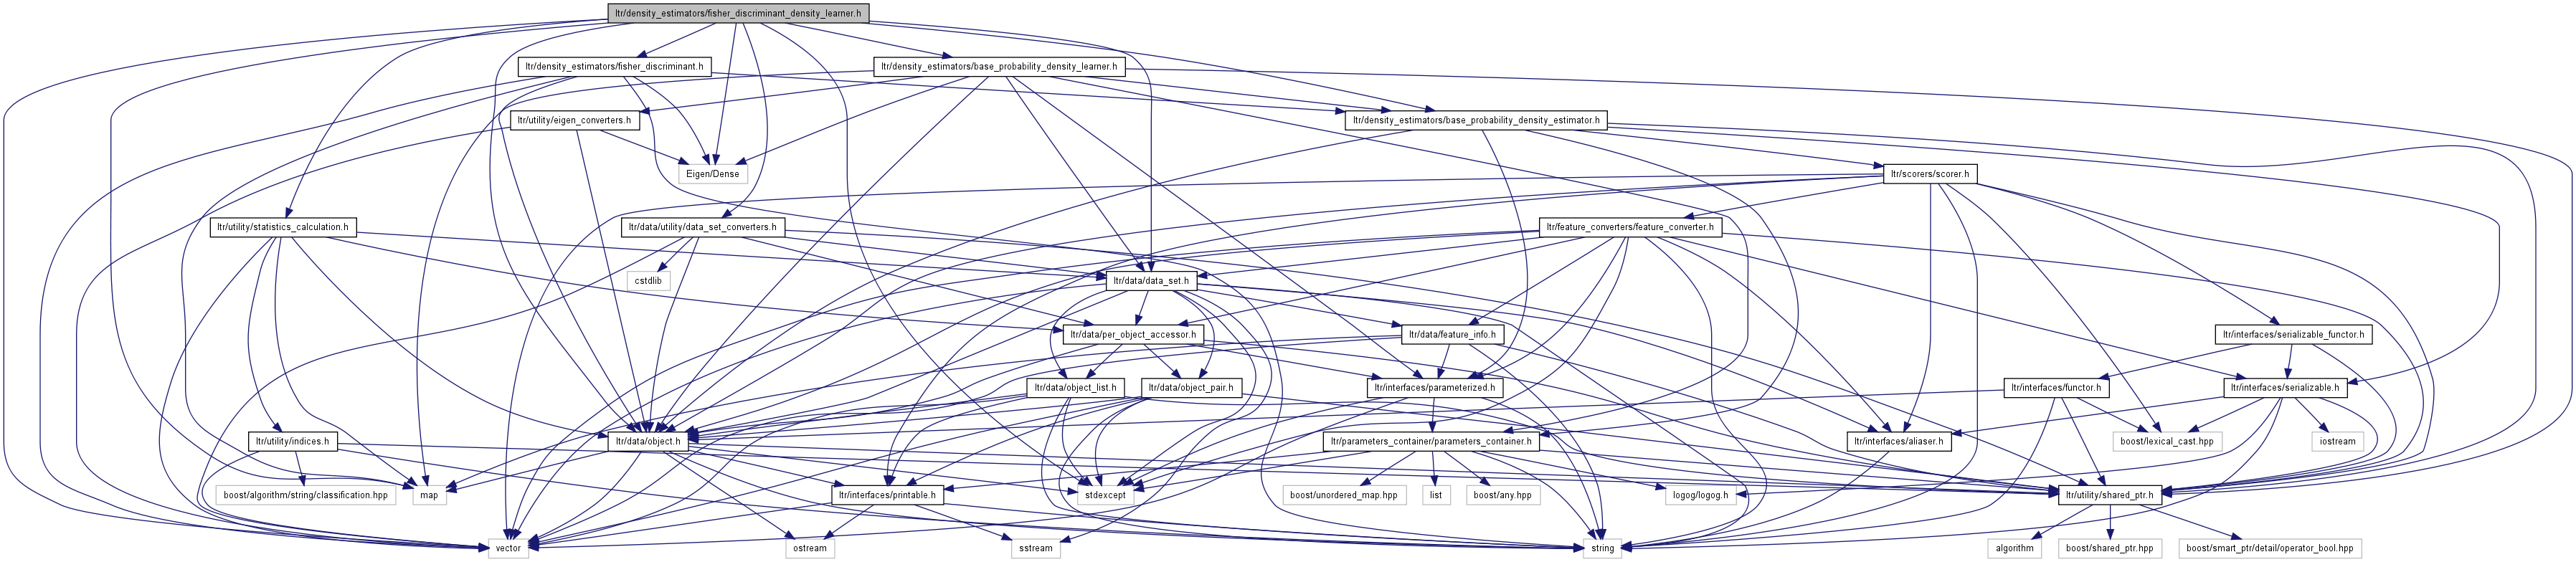 ltr/density_estimators/fisher_discriminant_density_learner.h
ltr/density_estimators/fisher_discriminant.h
ltr/density_estimators/base_probability_density_learner.h
ltr/utility/eigen_converters.h
ltr/density_estimators/base_probability_density_estimator.h
Eigen/Dense
ltr/scorers/scorer.h
ltr/utility/statistics_calculation.h
ltr/data/utility/data_set_converters.h
ltr/feature_converters/feature_converter.h
cstdlib
ltr/data/data_set.h
ltr/data/per_object_accessor.h
ltr/data/feature_info.h
ltr/interfaces/serializable_functor.h
ltr/data/object_list.h
ltr/data/object_pair.h
ltr/interfaces/parameterized.h
ltr/interfaces/functor.h
ltr/interfaces/serializable.h
ltr/utility/indices.h
ltr/data/object.h
ltr/parameters_container/parameters_container.h
ltr/interfaces/aliaser.h
boost/lexical_cast.hpp
iostream
boost/algorithm/string/classification.hpp
map
ltr/interfaces/printable.h
stdexcept
boost/unordered_map.hpp
list
boost/any.hpp
logog/logog.h
ltr/utility/shared_ptr.h
vector
ostream
sstream
string
algorithm
boost/shared_ptr.hpp
boost/smart_ptr/detail/operator_bool.hpp